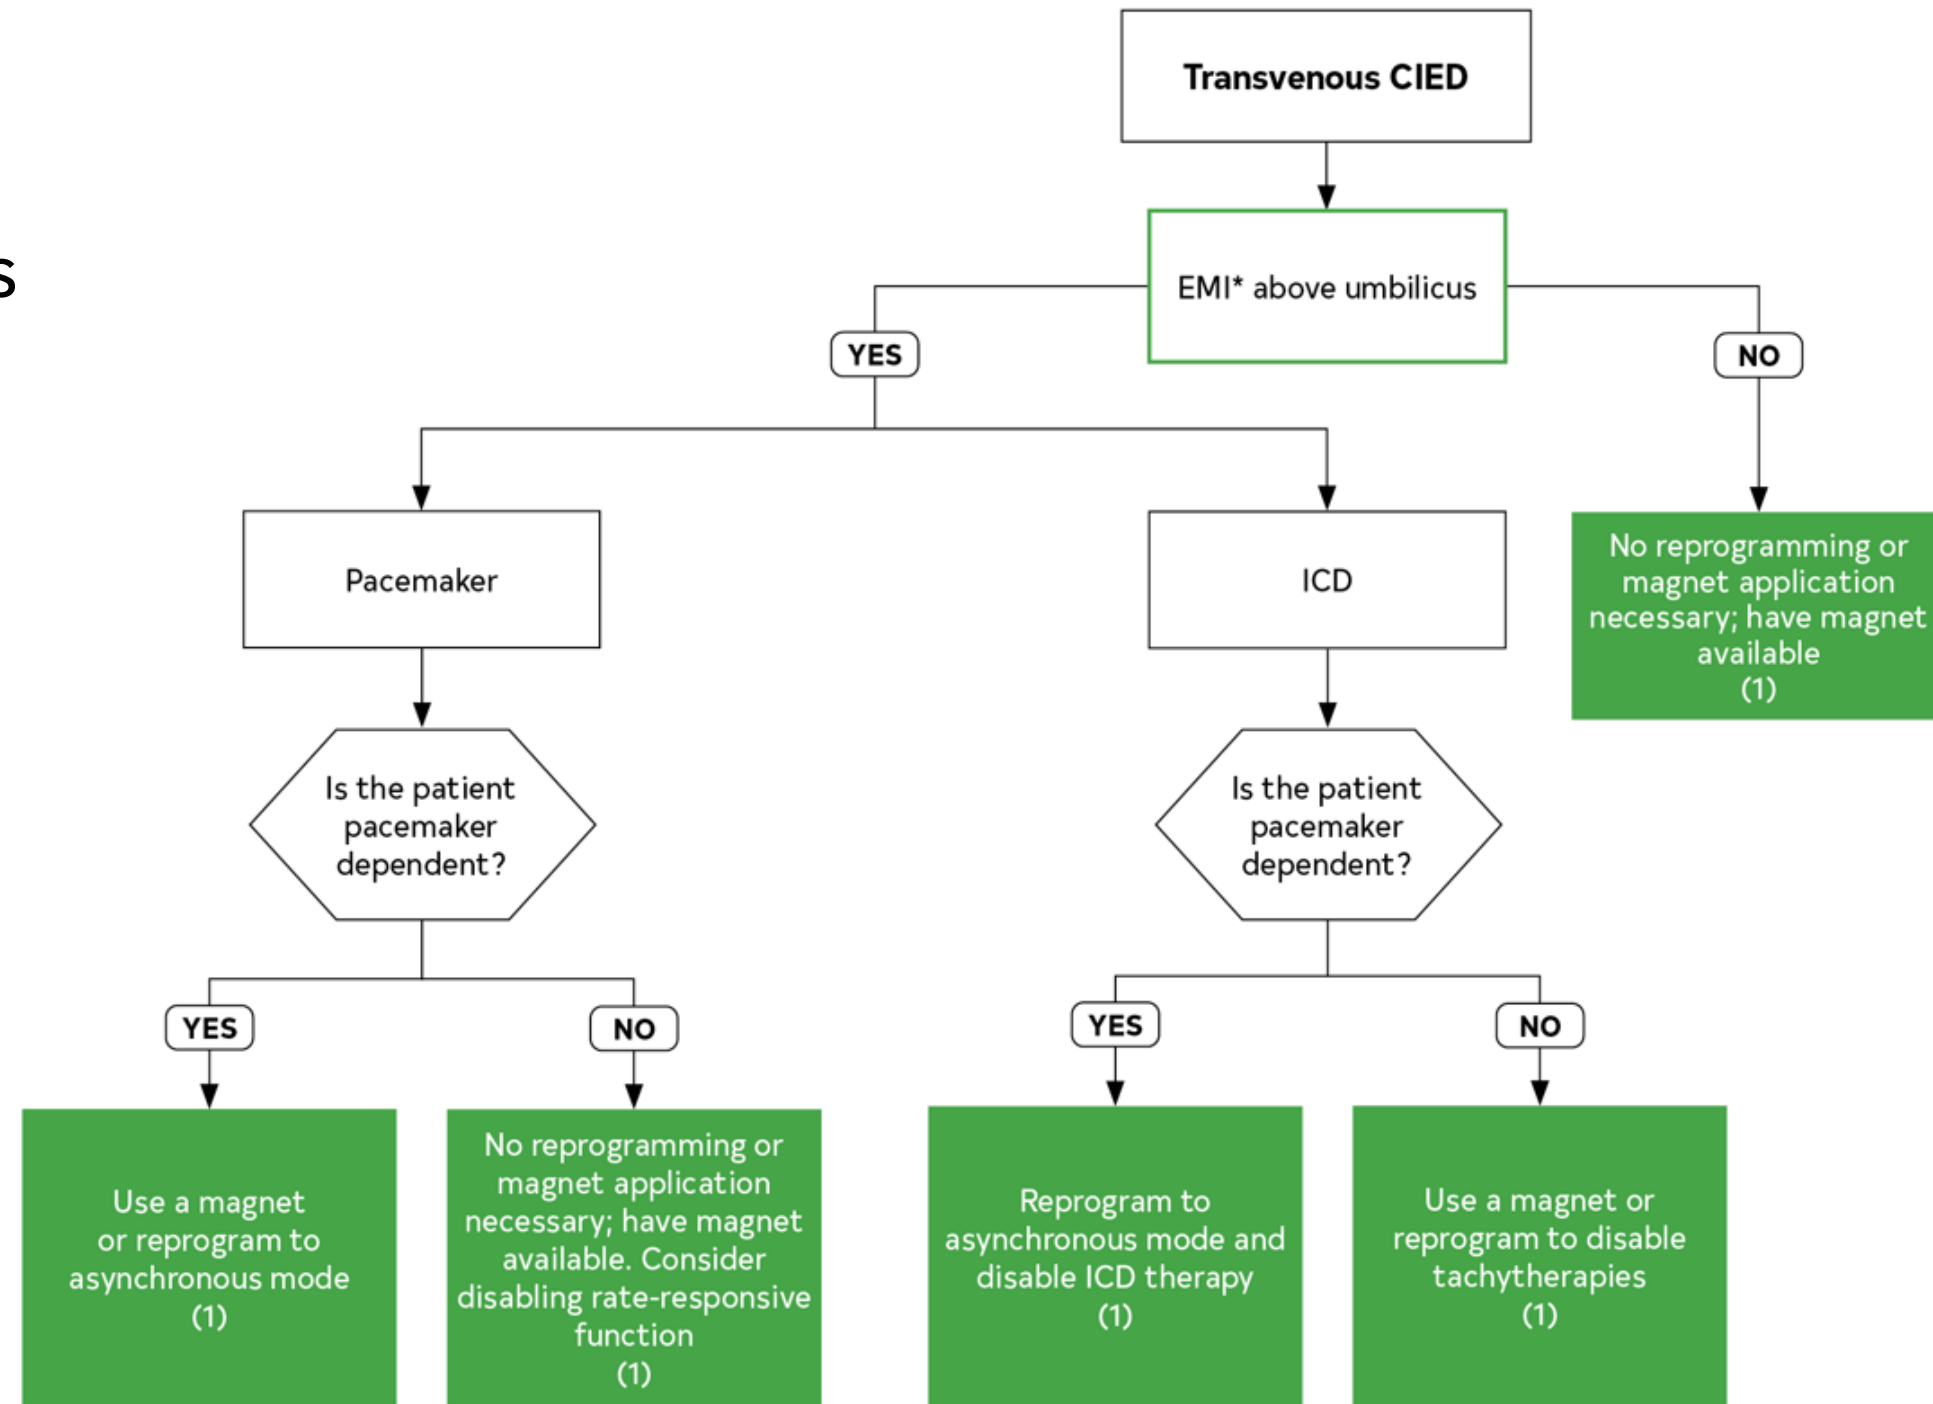 Transvenous CIED
s
EMI* above umbilicus
YES
NO
Pacemaker
ICD
No reprogramming or
magnet application
necessary; have magnet
available
(1)
Is the patient
pacemaker
dependent?
Is the patient
pacemaker
dependent?
YES
NO
YES
NO
Use a magnet
or reprogram to
asynchronous mode
(1)
No reprogramming or
magnet application
necessary; have magnet
available. Consider
disabling rate-responsive
function
(1)
Reprogram to
asynchronous mode and
disable ICD therapy
(1)
Use a magnet or
reprogram to disable
tachytherapies
(1)